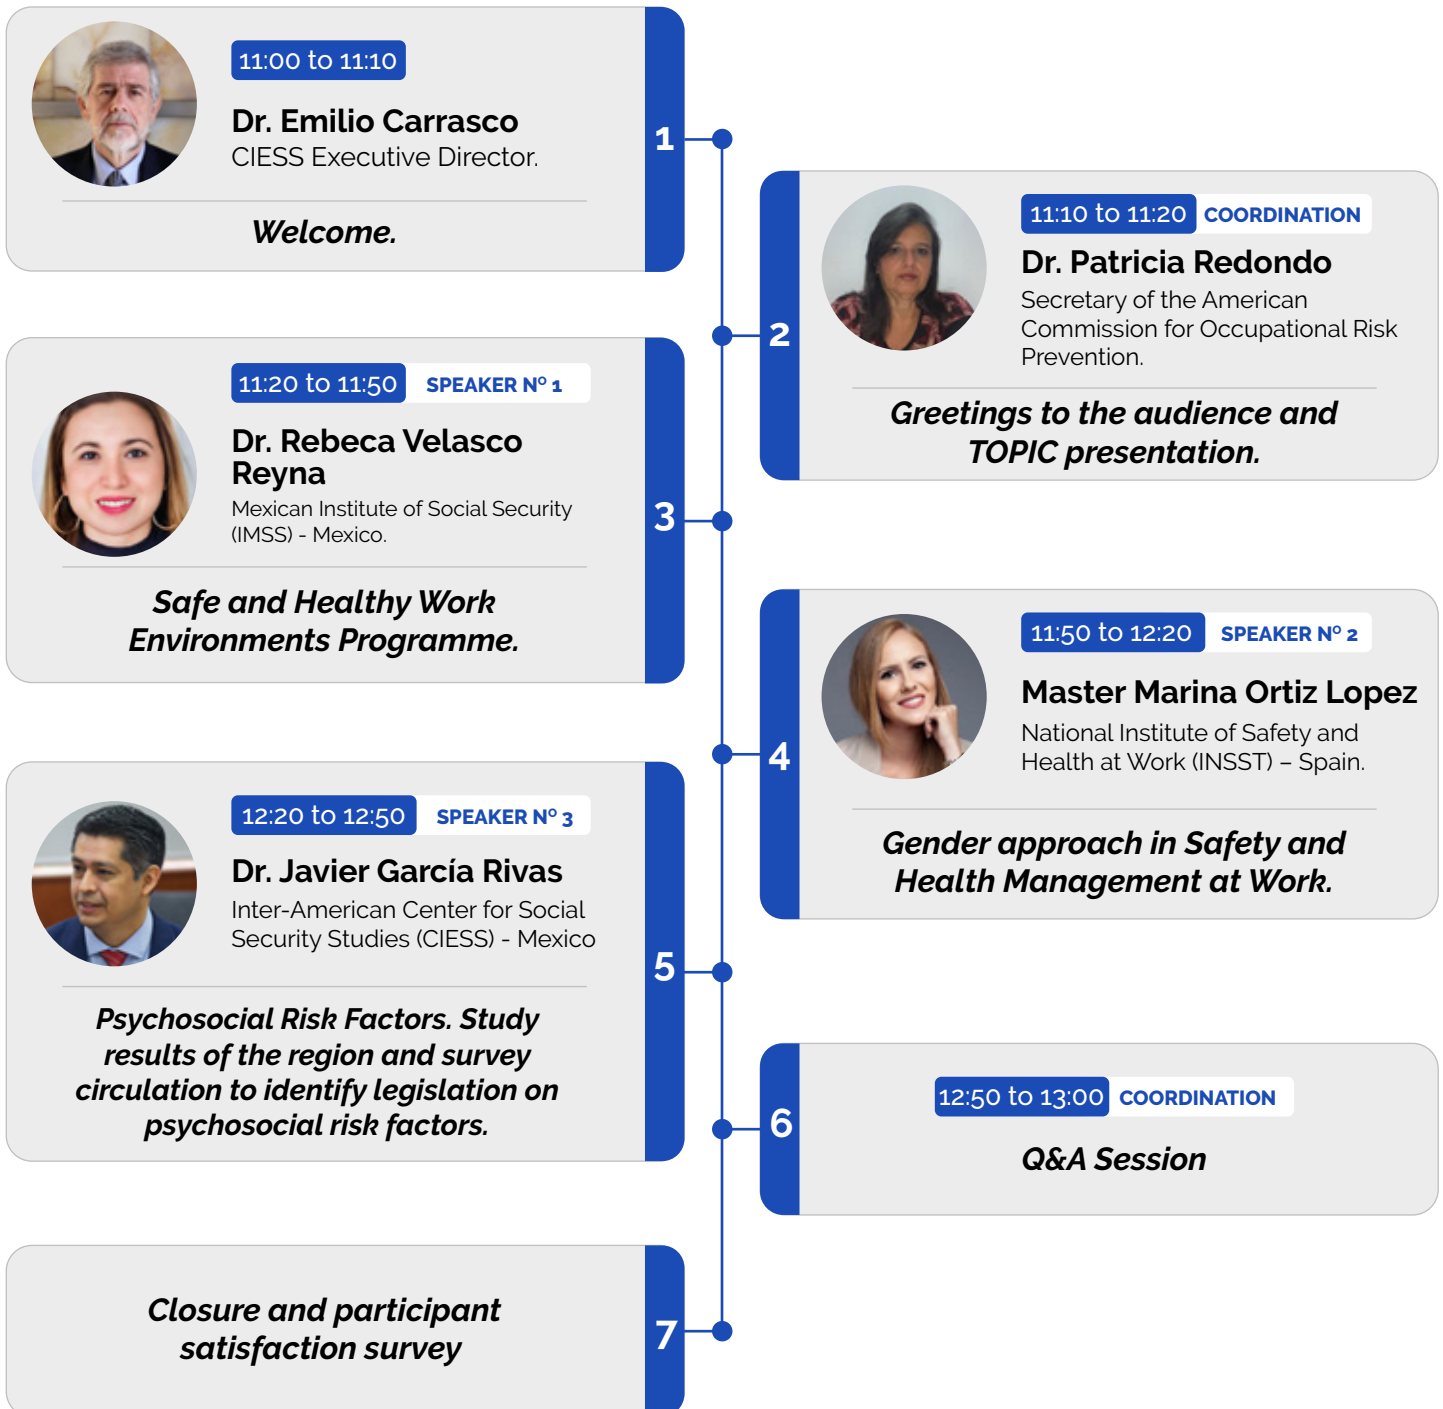 11:00 to 11:10
Dr. Emilio Carrasco
CIESS Executive Director.
Welcome.
1
11:10 to 11:20 COORDINATION
Dr. Patricia Redondo
Secretary of the American
Commission for Occupational Risk
Prevention.
Greetings to the audience and
TOPIC presentation.
2
11:20 to 11:50 SPEAKER Nº 1
Dr. Rebeca Velasco
Reyna
Mexican Institute of Social Security
(IMSS) - Mexico.
Safe and Healthy Work
Environments Programme.
3
11:50 to 12:20 SPEAKER Nº 2
Master Marina Ortiz Lopez
National Institute of Safety and
Health at Work (INSST) – Spain.
Gender approach in Safety and
Health Management at Work.
4
12:20 to 12:50 SPEAKER Nº 3
Dr. Javier García Rivas
Inter-American Center for Social
Security Studies (CIESS) - Mexico
Psychosocial Risk Factors. Study
results of the region and survey
circulation to identify legislation on
psychosocial risk factors.
5
12:50 to 13:00 COORDINATION
Q&A Session
6
Closure and participant
satisfaction survey
7